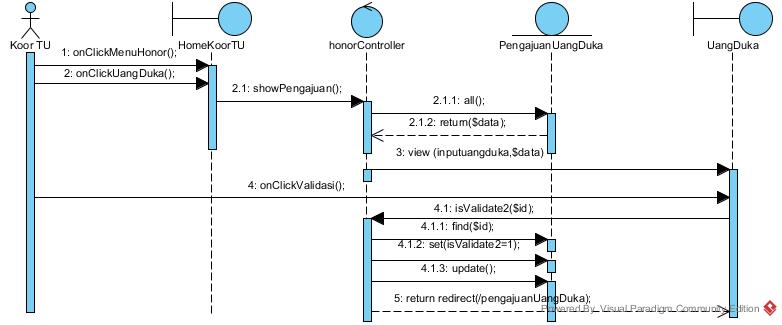 Koor TU
HomeKoorTU
honorController
PengajuanUangDuka
UangDuka
1: onClickMenuHonor();
2: onClickUangDuka();
2.1: showPengajuan();
2.1.1: all();
2.1.2: return($data);
3: view (inputuangduka,$data)
4: onClickValidasi();
4.1: isValidate2($id);
4.1.1: find($id);
4.1.2: set(isValidate2=1);
4.1.3: update();
5: return redirect(/pengajuanUangDuka);
Powered By Visual Paradigm Community Edition